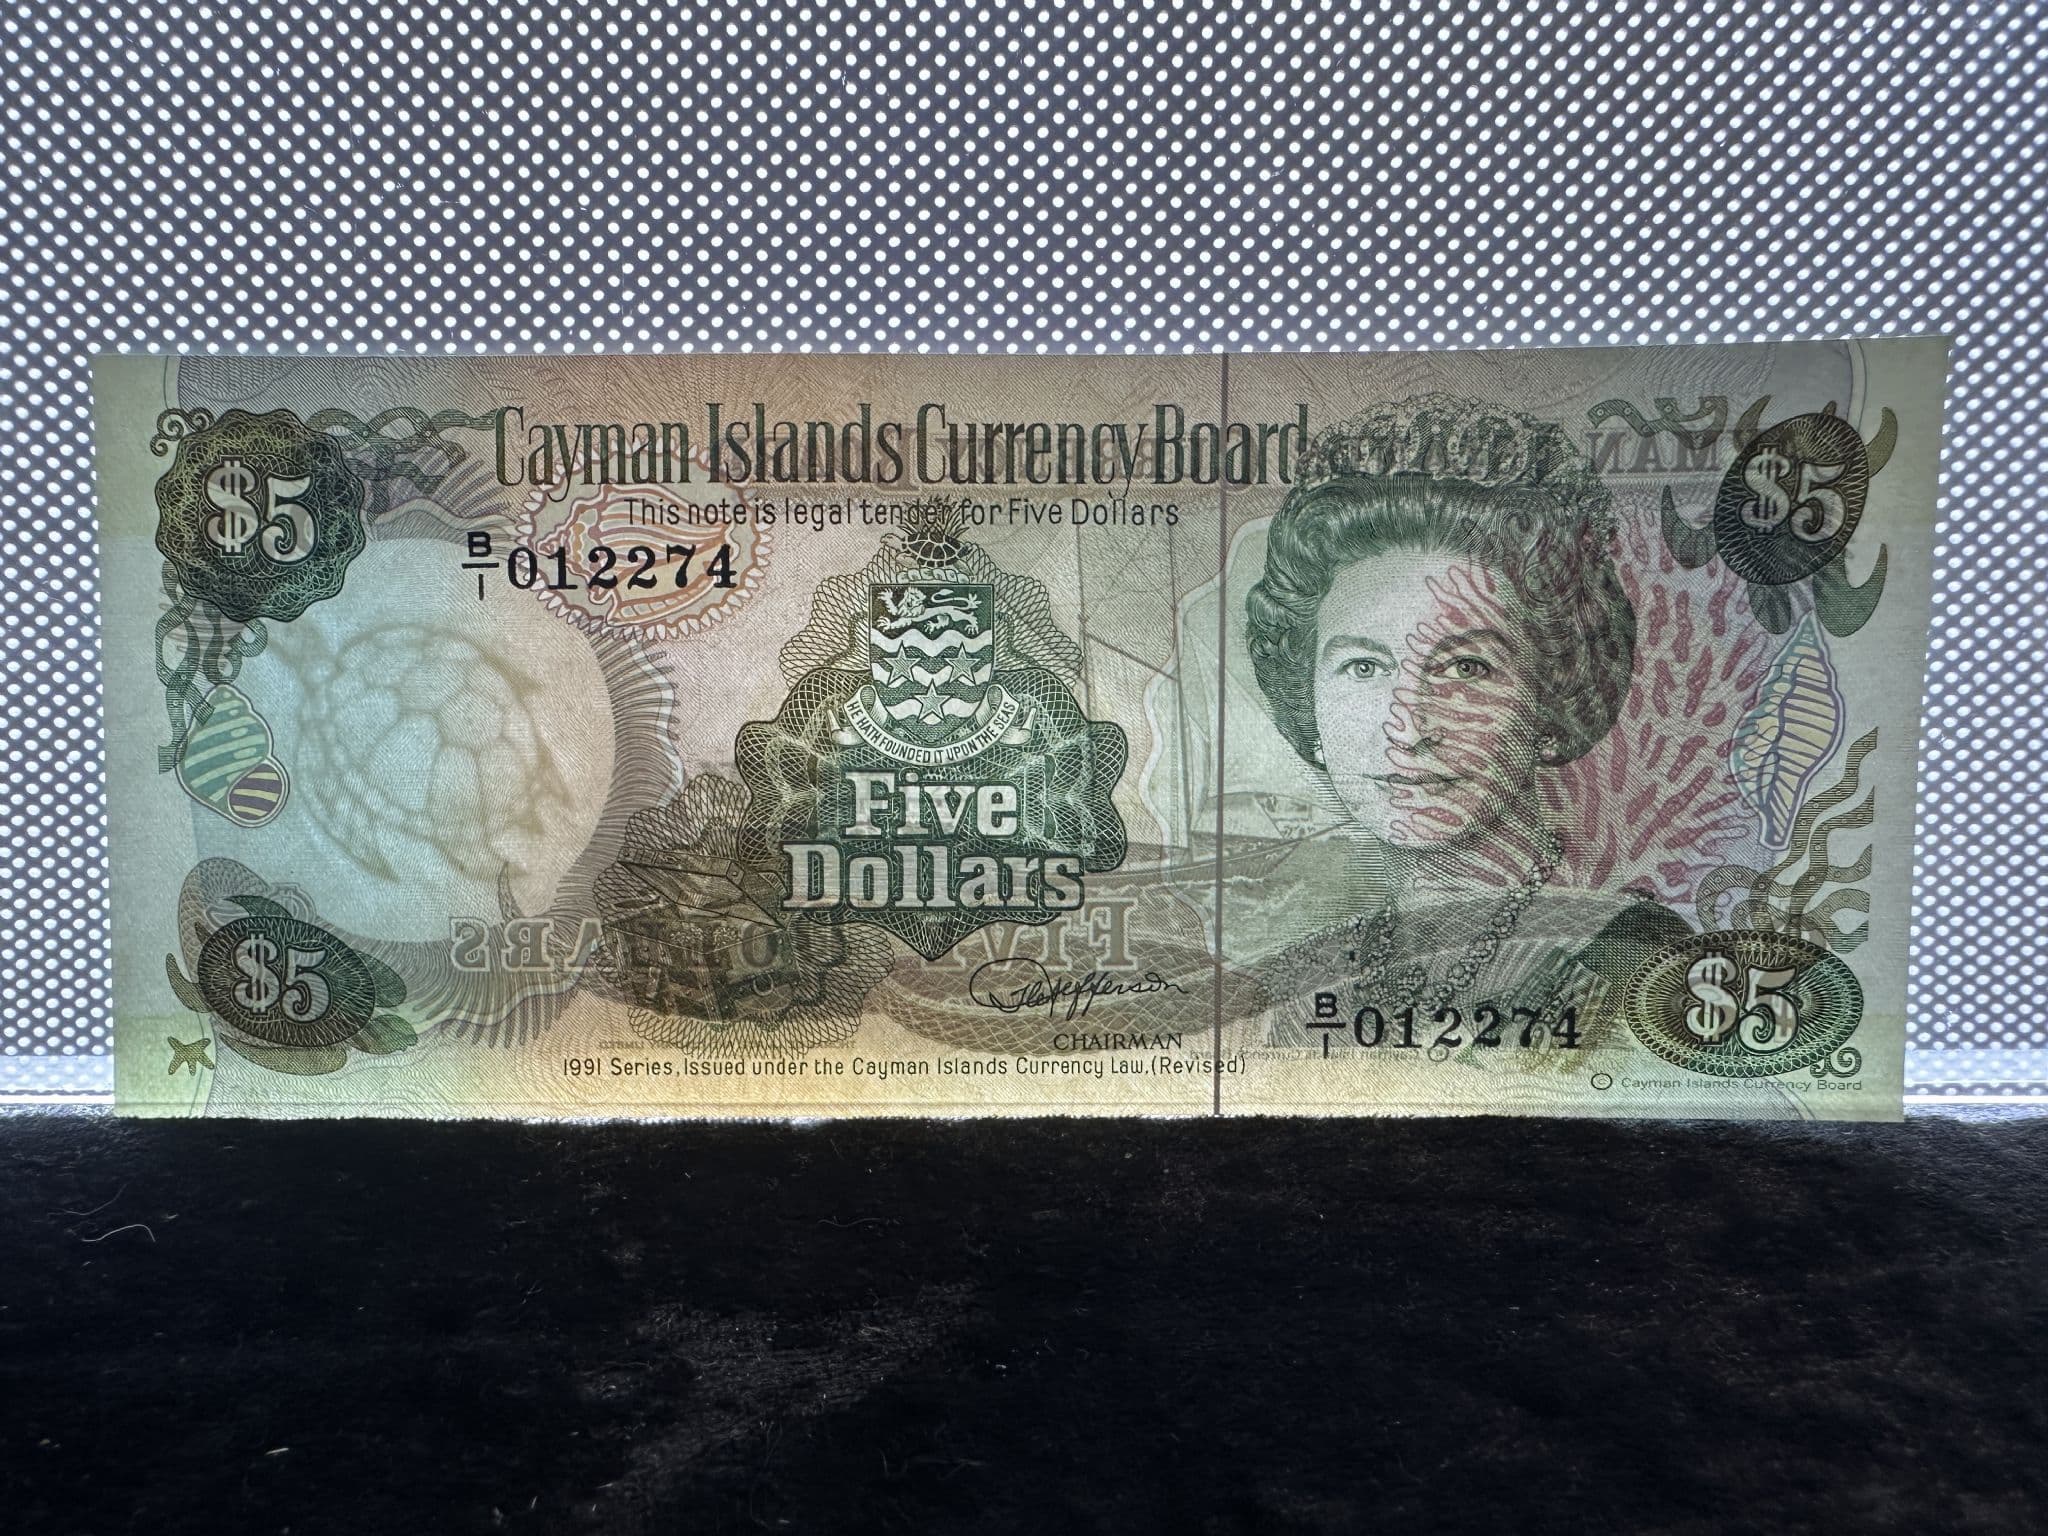 Cayman Islands Currency Board
This note is legal tender for Five Dollars
$5
$5
B/1 012274
HE HATH FOUNDED IT UPON THE SEAS
Five
Dollars
CHAIRMAN
B/1 012274
$5
$5
1991 Series, Issued under the Cayman Islands Currency Law, (Revised)
© Cayman Islands Currency Board